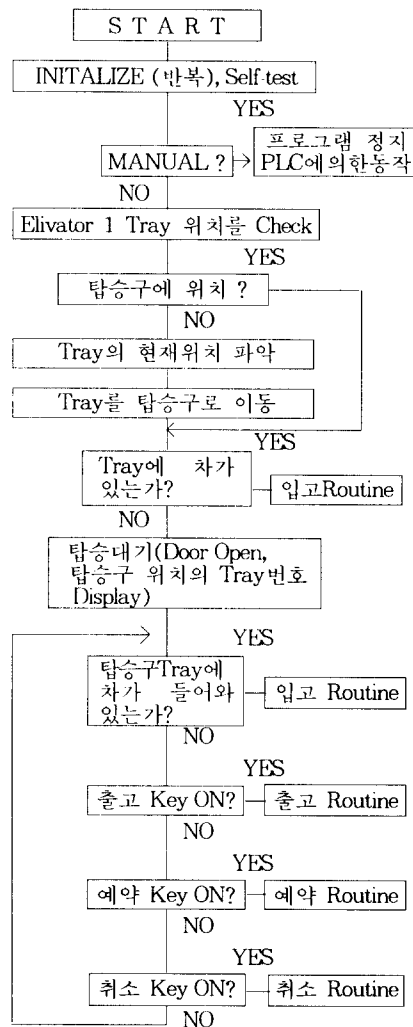 S T A R T
INITALIZE (반복), Self-test
YES
MANUAL ?
프로그램 정지
PLC에의한동작
NO
Elivator 1 Tray 위치를 Check
YES
탑승구에 위치 ?
NO
Tray의 현재위치 파악
Tray를 탑승구로 이동
YES
Tray에 차가
있는가?
입고Routine
NO
탑승대기(Door Open,
탑승구 위치의 Tray번호
Display)
YES
탑승구Tray에
차가 들어와
있는가?
입고 Routine
NO
YES
출고 Key ON?
출고 Routine
NO
YES
예약 Key ON?
예약 Routine
NO
YES
취소 Key ON?
취소 Routine
NO